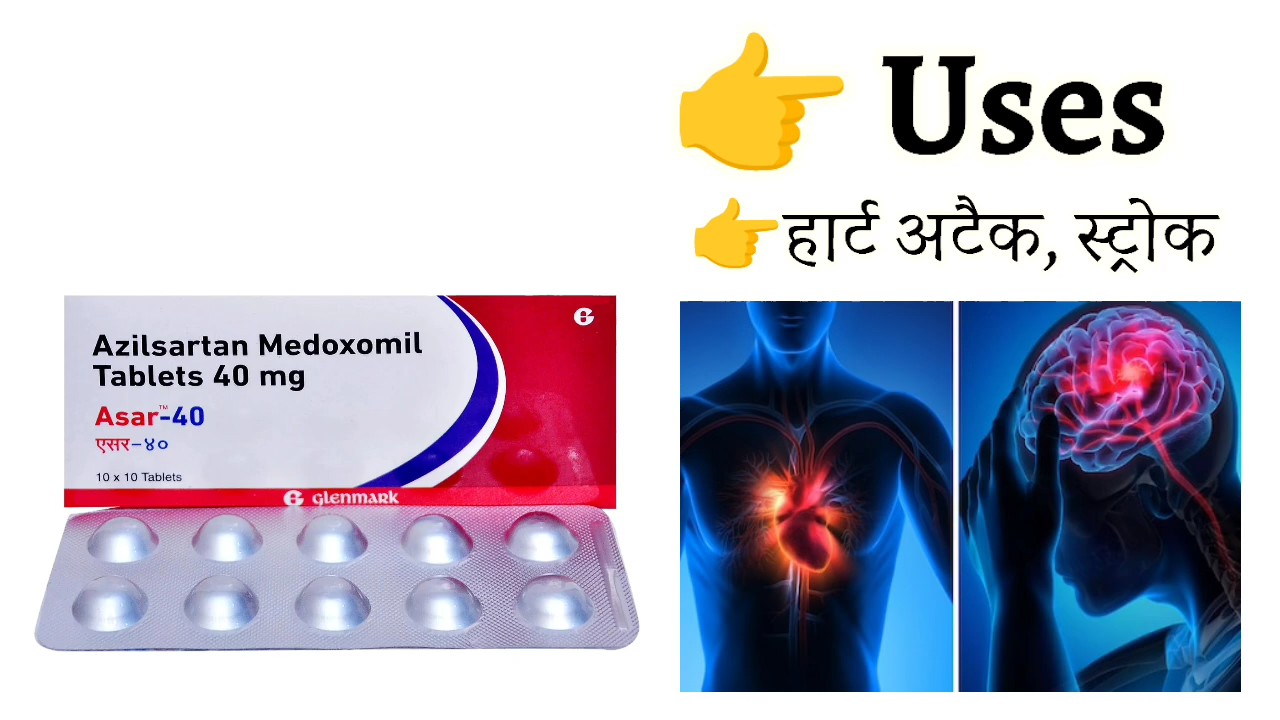 Uses
हार्ट अटैक, स्ट्रोक
Azilsartan Medoxomil
Tablets 40 mg
Asar™-40
एसर-४०
10 x 10 Tablets
glenmark